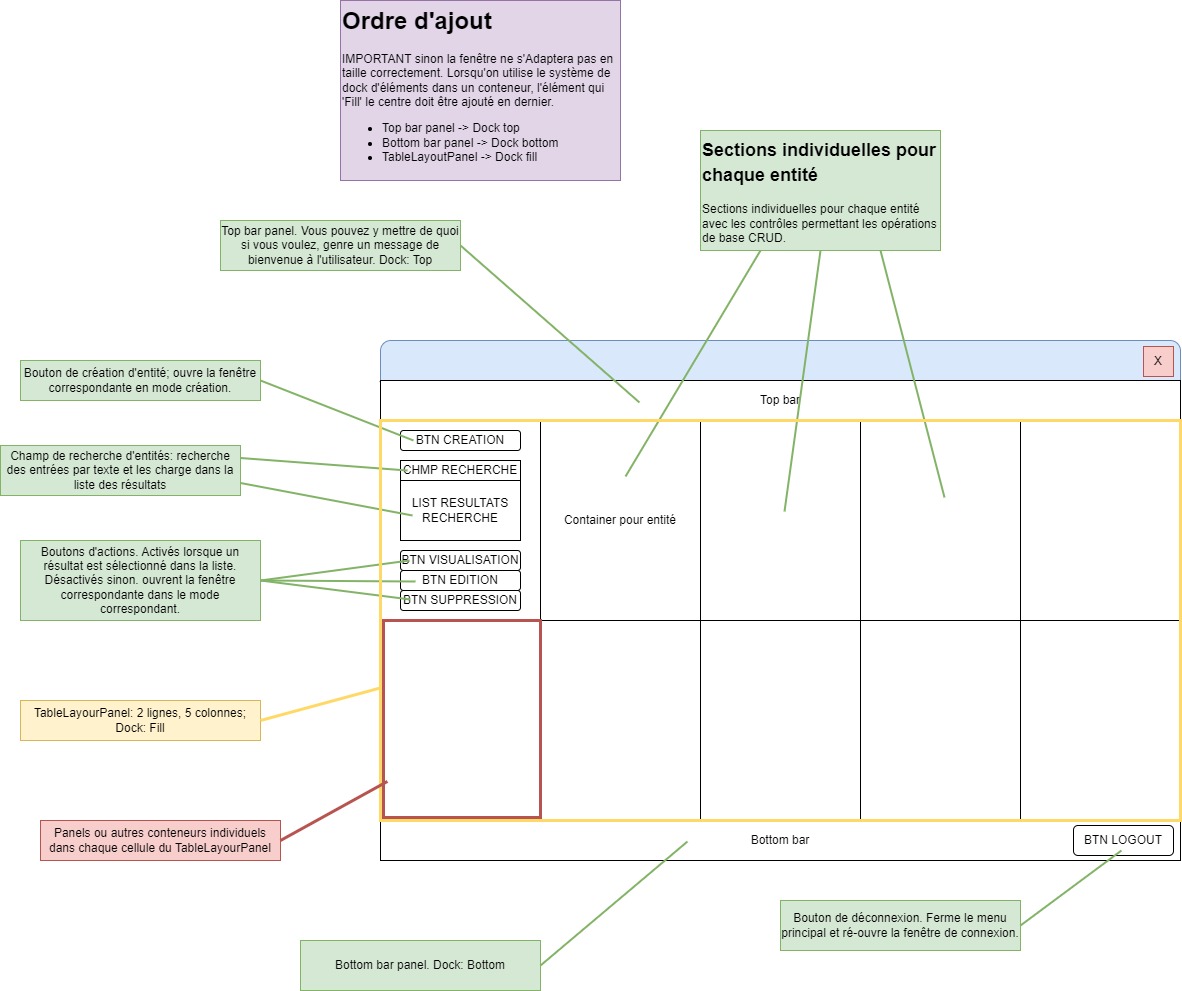 Ordre d'ajout
IMPORTANT sinon la fenêtre ne s'Adaptera pas en
taille correctement. Lorsqu'on utilise le système de
dock d'éléments dans un conteneur, l'élément qui
'Fill' le centre doit être ajouté en dernier.
Top bar panel -> Dock top
Bottom bar panel -> Dock bottom
TableLayoutPanel -> Dock fill
Sections individuelles pour
chaque entité
Sections individuelles pour chaque entité
avec les contrôles permettant les opérations
de base CRUD.
Top bar panel. Vous pouvez y mettre de quoi
si vous voulez, genre un message de
bienvenue à l'utilisateur. Dock: Top
X
Top bar
Bouton de création d'entité; ouvre la fenêtre
correspondante en mode création.
BTN CREATION
Champ de recherche d'entités: recherche
des entrées par texte et les charge dans la
liste des résultats
CHMP RECHERCHE
LIST RESULTATS
RECHERCHE
Container pour entité
Boutons d'actions. Activés lorsque un
résultat est sélectionné dans la liste.
Désactivés sinon. ouvrent la fenêtre
correspondante dans le mode
correspondant.
BTN VISUALISATION
BTN EDITION
BTN SUPPRESSION
TableLayourPanel: 2 lignes, 5 colonnes;
Dock: Fill
Panels ou autres conteneurs individuels
dans chaque cellule du TableLayourPanel
Bottom bar
BTN LOGOUT
Bouton de déconnexion. Ferme le menu
principal et ré-ouvre la fenêtre de connexion.
Bottom bar panel. Dock: Bottom